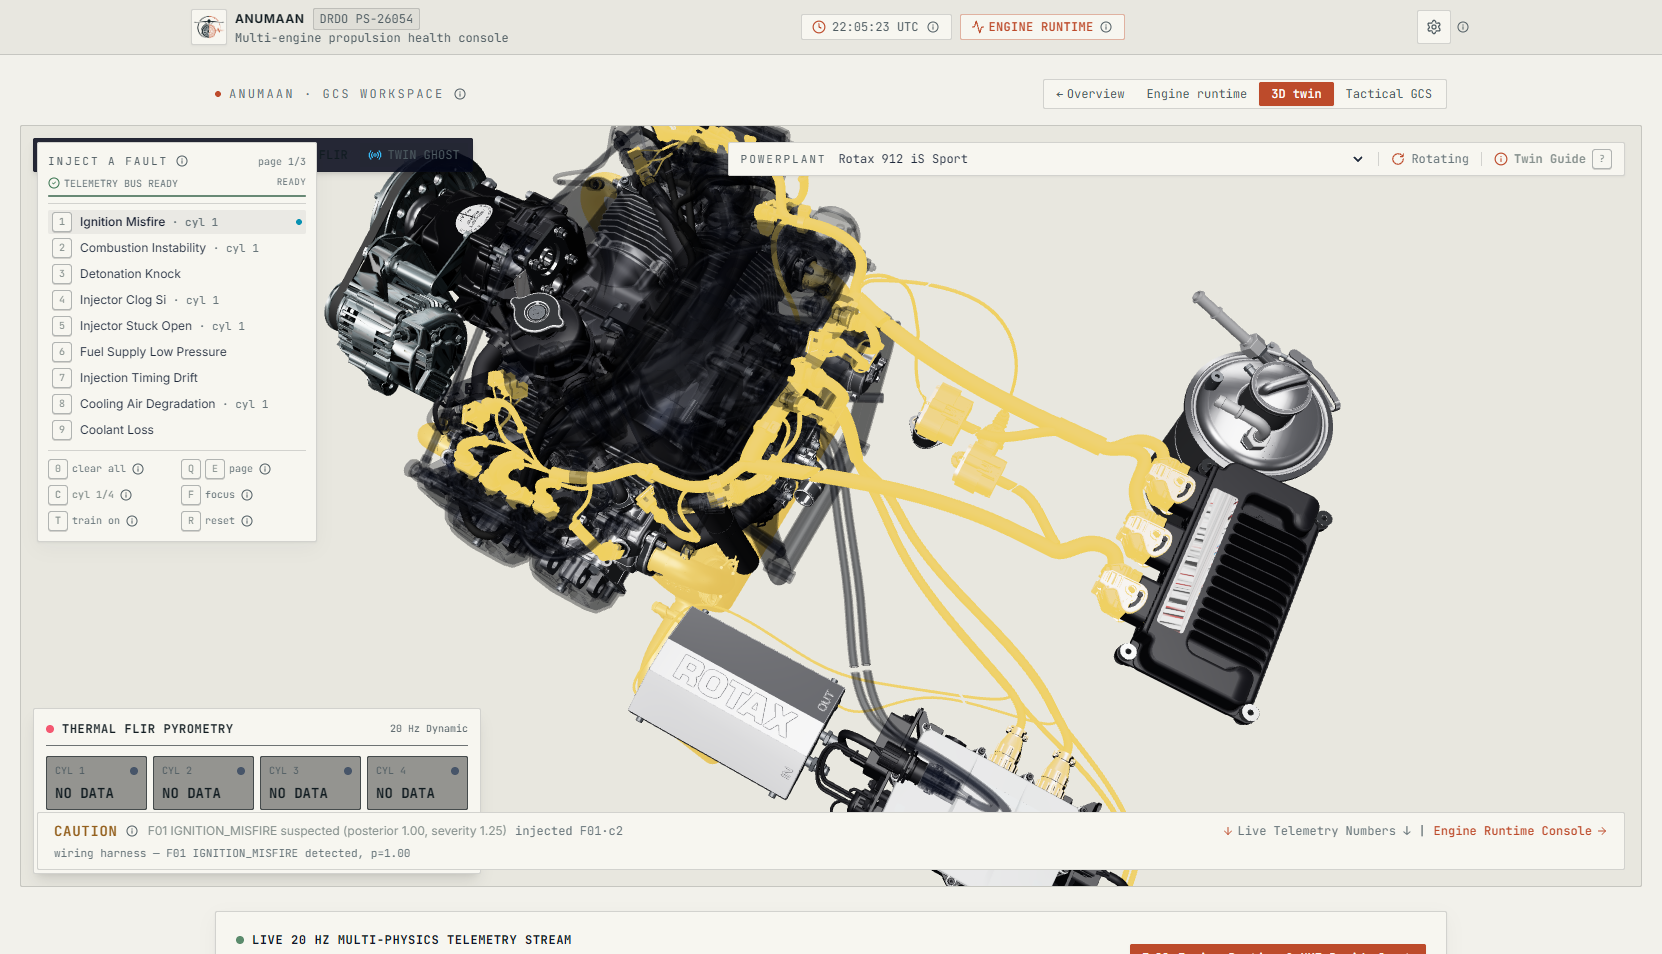 ANUMAAN DRDO PS-26054
Multi-engine propulsion health console
22:05:23 UTC
ENGINE RUNTIME
ANUMAAN · GCS WORKSPACE
← Overview
Engine runtime
3D twin
Tactical GCS
INJECT A FAULT page 1/3
TELEMETRY BUS READY READY
1 Ignition Misfire · cyl 1
2 Combustion Instability · cyl 1
3 Detonation Knock
4 Injector Clog Si · cyl 1
5 Injector Stuck Open · cyl 1
6 Fuel Supply Low Pressure
7 Injection Timing Drift
8 Cooling Air Degradation · cyl 1
9 Coolant Loss
0 clear all Q E page
C cyl 1/4 F focus
T train on R reset
FLIR TWIN GHOST
POWERPLANT Rotax 912 iS Sport
Rotating
Twin Guide ?
ROTAX
OUT
IN
THERMAL FLIR PYROMETRY 20 Hz Dynamic
CYL 1 CYL 2 CYL 3 CYL 4
NO DATA NO DATA NO DATA NO DATA
CAUTION F01 IGNITION_MISFIRE suspected (posterior 1.00, severity 1.25) injected F01·c2
wiring harness — F01 IGNITION_MISFIRE detected, p=1.00
↓ Live Telemetry Numbers ↓ | Engine Runtime Console →
LIVE 20 HZ MULTI-PHYSICS TELEMETRY STREAM